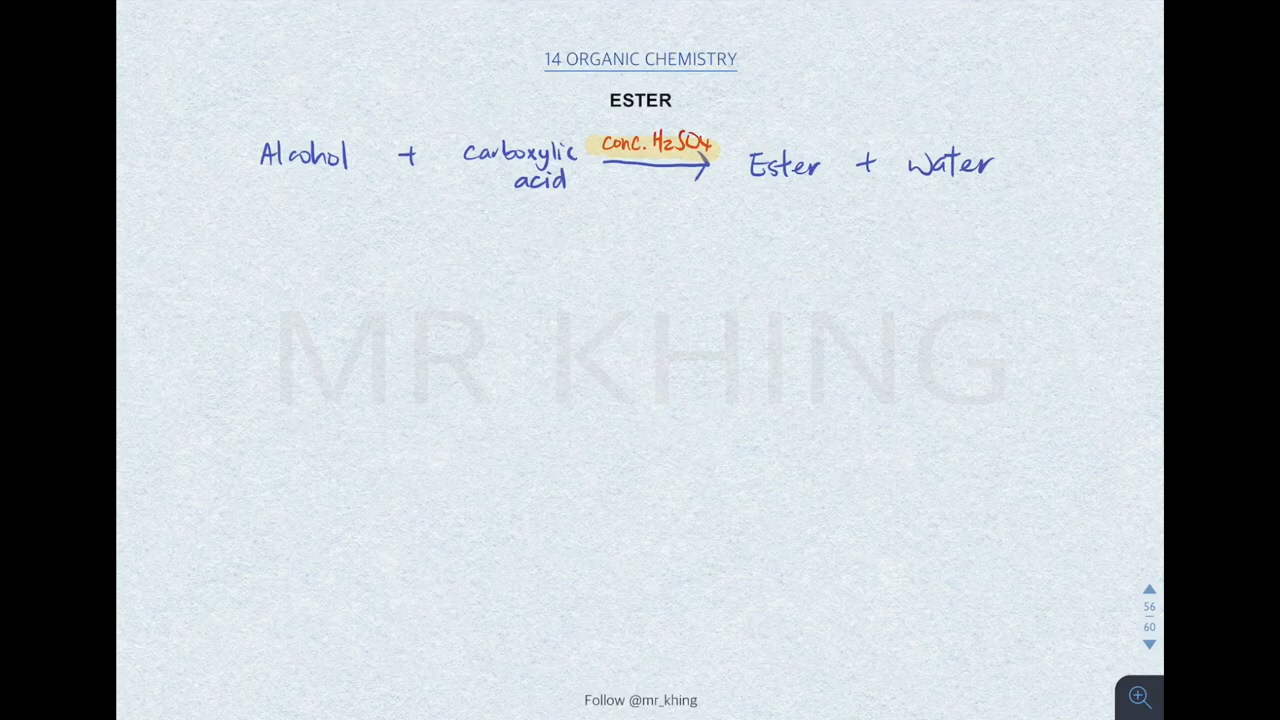 14 ORGANIC CHEMISTRY
ESTER
conc. H2SO4
Alcohol + carboxylic → Ester + Water
acid
MR KHING
56
60
Follow @mr_khing